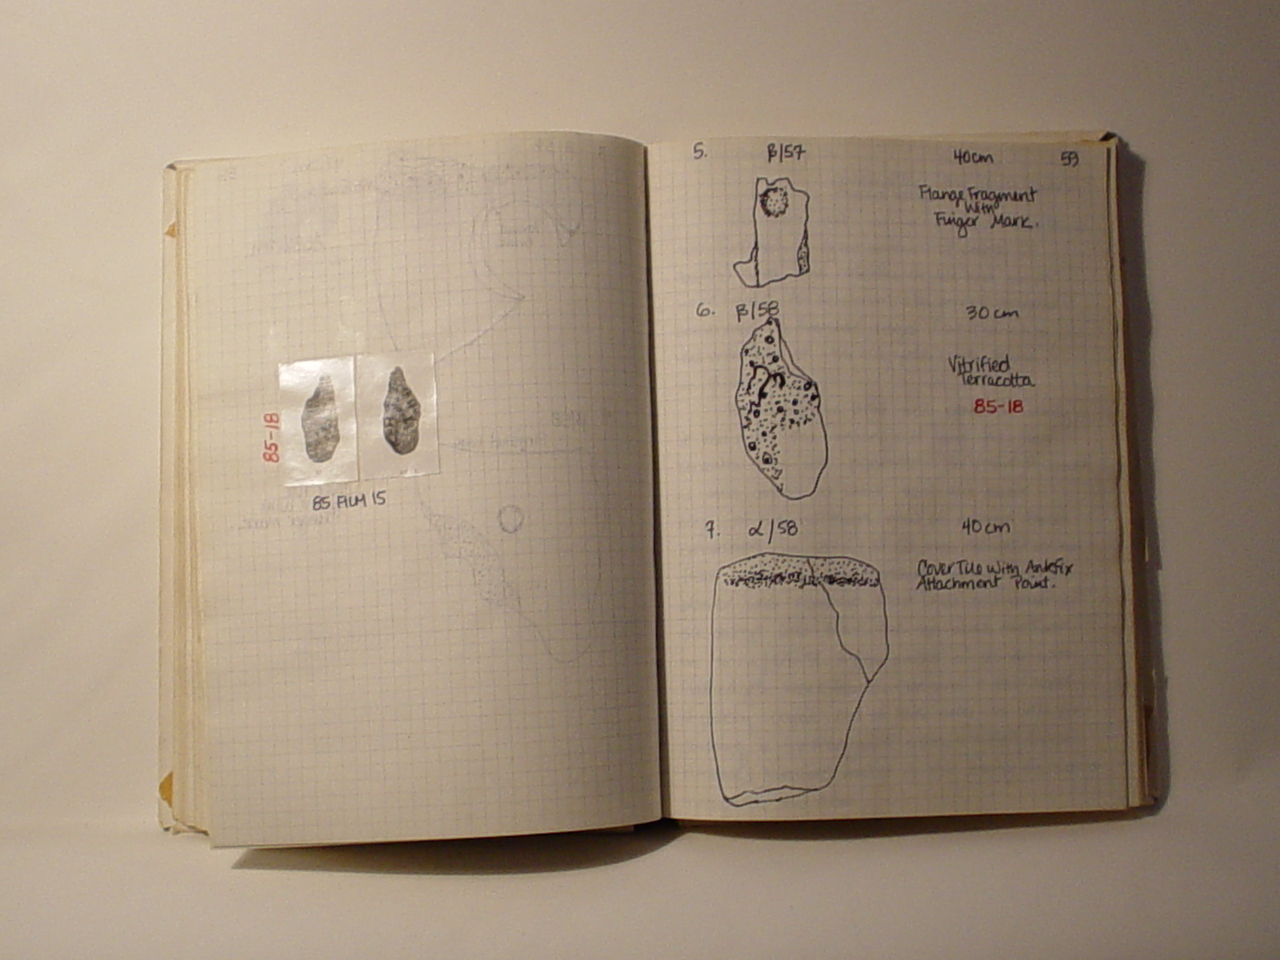 85-18
85 FILM 15
5. β/57 40cm 59
Flange Fragment
With
Finger Mark.
6. β/58 30cm
Vitrified
Terracotta
85-18
7. α/58 40cm
Cover Tile With Antefix
Attachment Point.